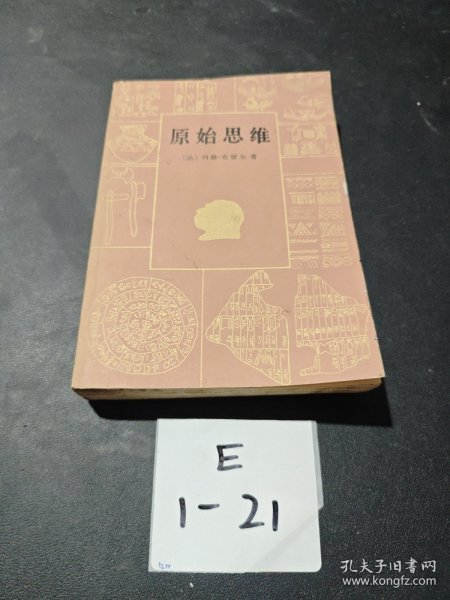 原始思维
〔法〕列维-布留尔 著
E
1-21
孔夫子旧书网
www.kongfz.com